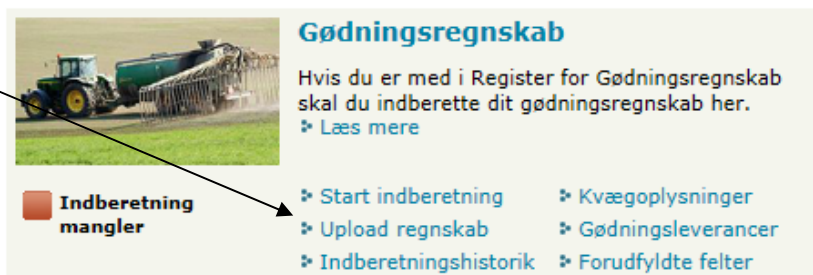 Gødningsregnskab
Hvis du er med i Register for Gødningsregnskab
skal du indberette dit gødningsregnskab her.
Læs mere
Indberetning
mangler
Start indberetning
Upload regnskab
Indberetningshistorik
Kvægoplysninger
Gødningsleverancer
Forudfyldte felter